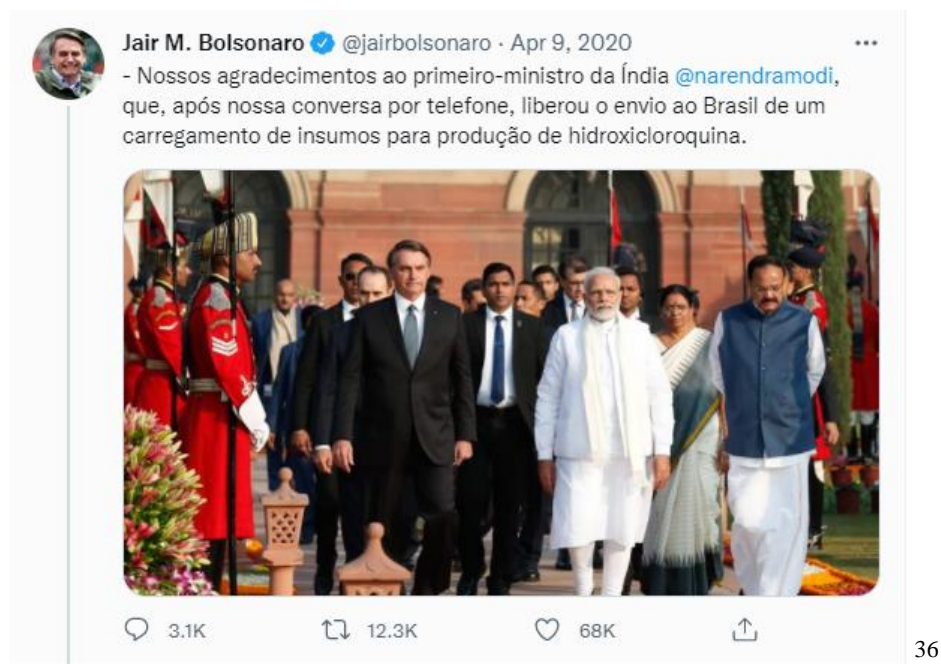 Jair M. Bolsonaro @jairbolsonaro · Apr 9, 2020
- Nossos agradecimentos ao primeiro-ministro da Índia @narendramodi,
que, após nossa conversa por telefone, liberou o envio ao Brasil de um
carregamento de insumos para produção de hidroxicloroquina.
3.1K 12.3K 68K
36